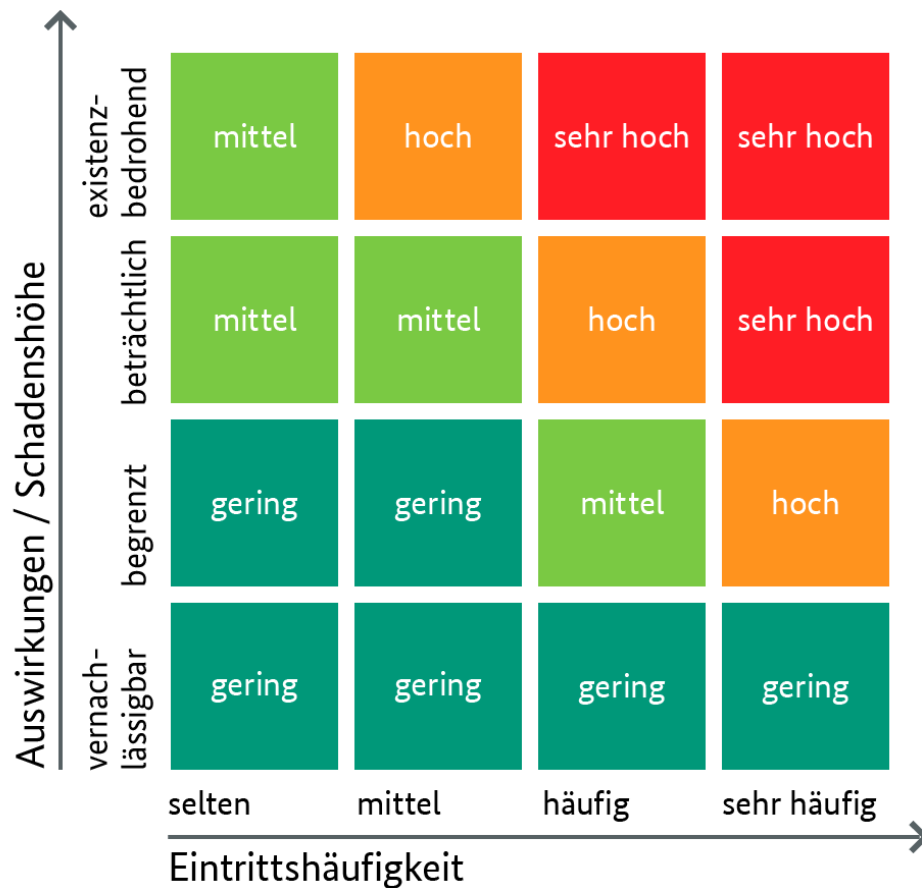 Auswirkungen / Schadenshöhe
existenz-
bedrohend
mittel
hoch
sehr hoch
sehr hoch
beträchtlich
mittel
mittel
hoch
sehr hoch
begrenzt
gering
gering
mittel
hoch
vernach-
lässigbar
gering
gering
gering
gering
selten
mittel
häufig
sehr häufig
Eintrittshäufigkeit